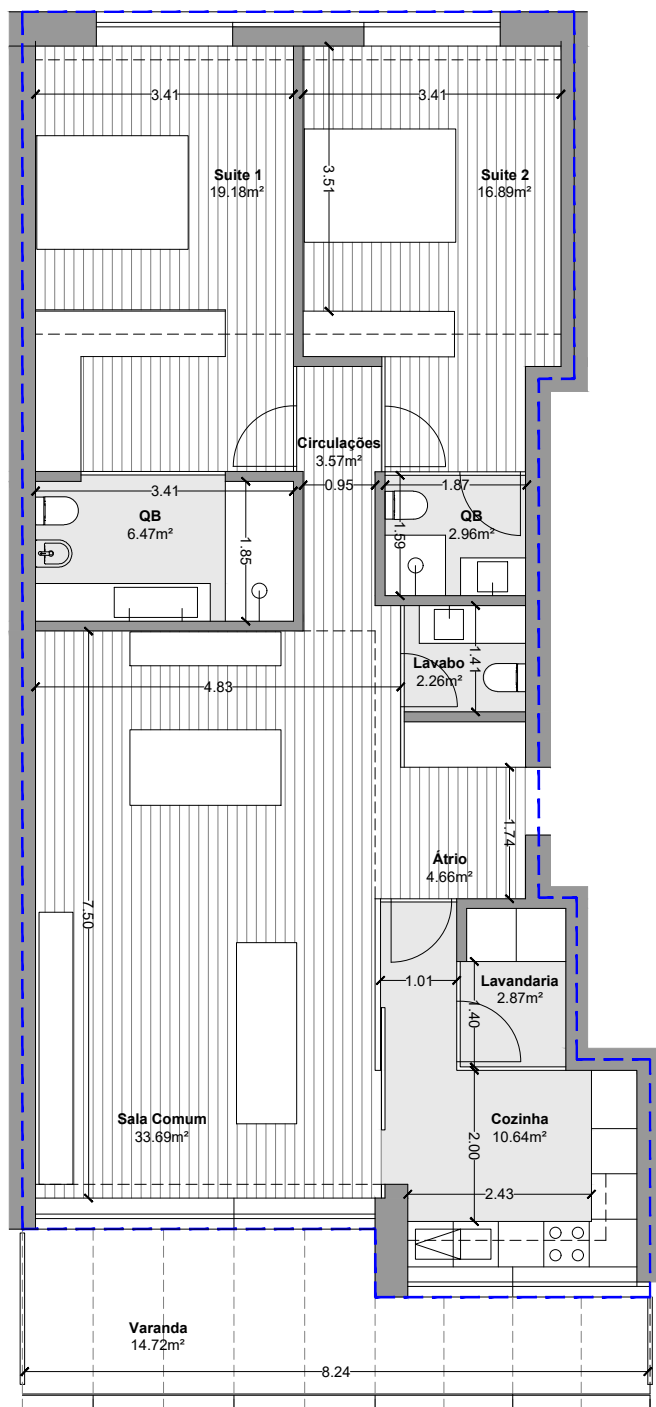 3.41
3.41
Suite 1
19.18m²
3.51
Suite 2
16.89m²
Circulações
3.57m²
3.41
0.95
1.87
QB
6.47m²
1.85
1.59
QB
2.96m²
1.41
Lavabo
2.26m²
4.83
1.74
Átrio
4.66m²
7.50
1.01
Lavandaria
2.87m²
1.40
Sala Comum
33.69m²
Cozinha
10.64m²
2.00
2.43
Varanda
14.72m²
8.24